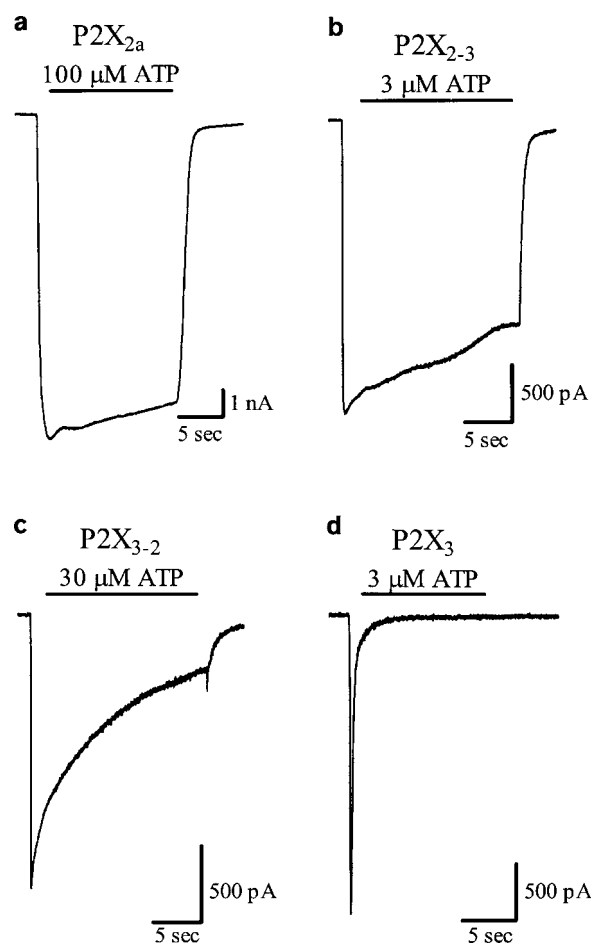 a
P2X2a
100 µM ATP
1 nA
5 sec
b
P2X2-3
3 µM ATP
500 pA
5 sec
c
P2X3-2
30 µM ATP
500 pA
5 sec
d
P2X3
3 µM ATP
500 pA
5 sec